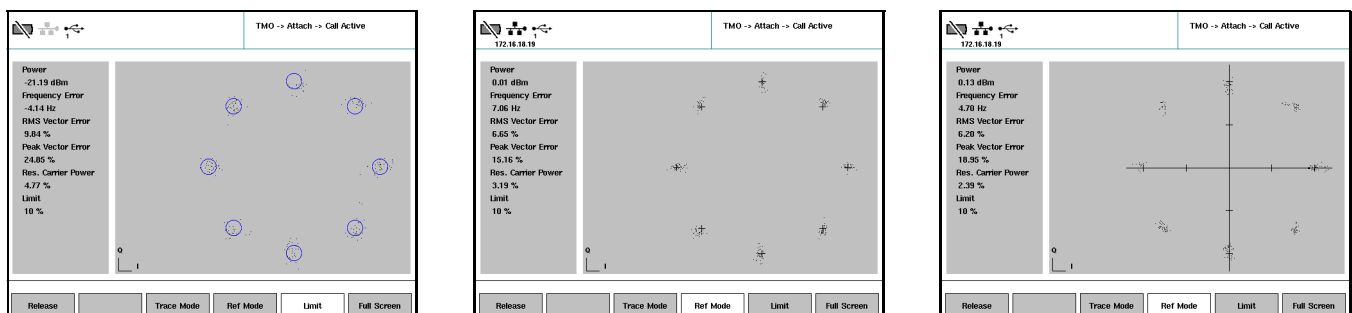 TMO -> Attach -> Call Active
1
Power
-21.19 dBm
Frequency Error
-4.14 Hz
RMS Vector Error
9.84 %
Peak Vector Error
24.85 %
Res. Carrier Power
4.77 %
Limit
10 %
Q
I
Release
Trace Mode
Ref Mode
Limit
Full Screen
TMO -> Attach -> Call Active
1
172.16.18.19
Power
0.01 dBm
Frequency Error
7.06 Hz
RMS Vector Error
6.65 %
Peak Vector Error
15.16 %
Res. Carrier Power
3.19 %
Limit
10 %
Q
I
Release
Trace Mode
Ref Mode
Limit
Full Screen
TMO -> Attach -> Call Active
1
172.16.18.19
Power
0.13 dBm
Frequency Error
4.70 Hz
RMS Vector Error
6.20 %
Peak Vector Error
18.95 %
Res. Carrier Power
2.39 %
Limit
10 %
Q
I
Release
Trace Mode
Ref Mode
Limit
Full Screen